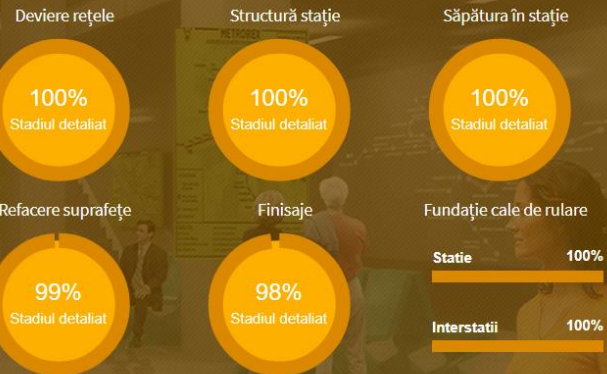 Deviere rețele
Structură stație
Săpătura în stație
100%
Stadiul detaliat
100%
Stadiul detaliat
100%
Stadiul detaliat
METROREX
Refacere suprafețe
Finisaje
Fundație cale de rulare
99%
Stadiul detaliat
98%
Stadiul detaliat
Statie 100%
Interstatii 100%